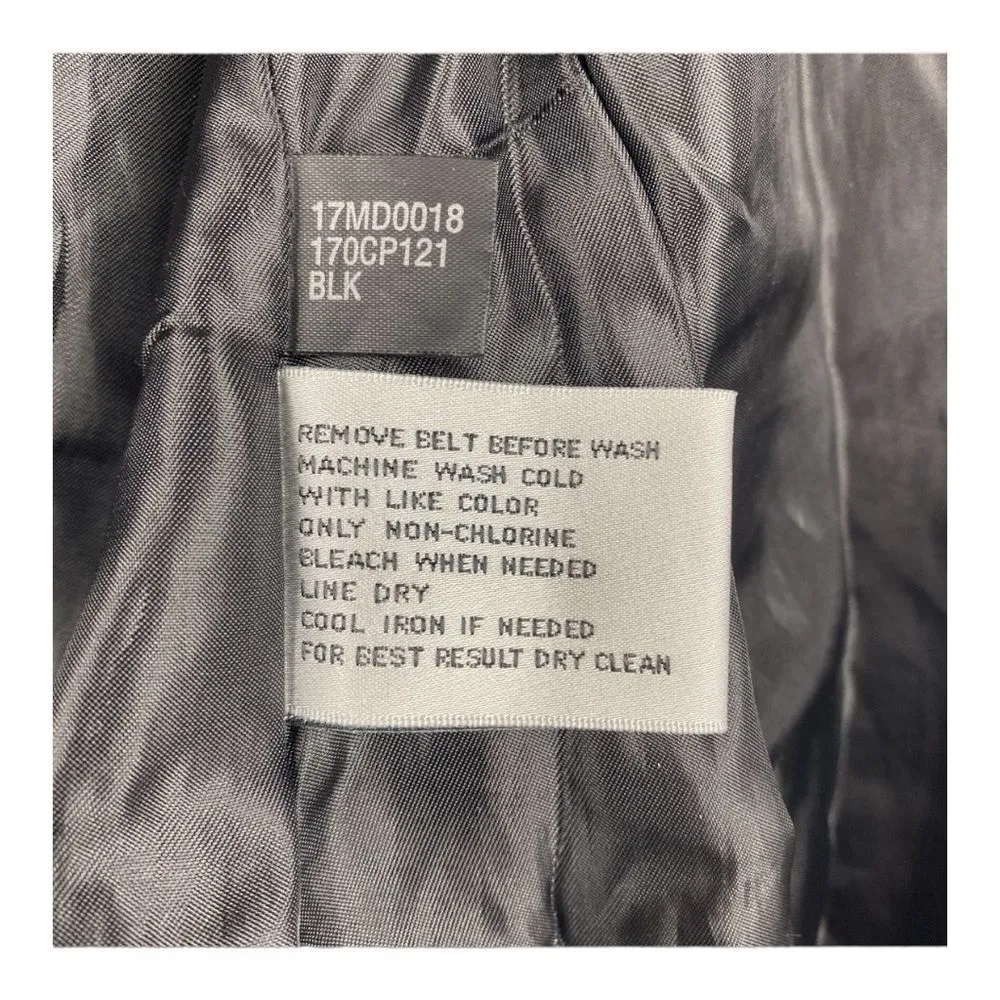 17MD0018
170CP121
BLK
REMOVE BELT BEFORE WASH
MACHINE WASH COLD
WITH LIKE COLOR
ONLY NON-CHLORINE
BLEACH WHEN NEEDED
LINE DRY
COOL IRON IF NEEDED
FOR BEST RESULT DRY CLEAN